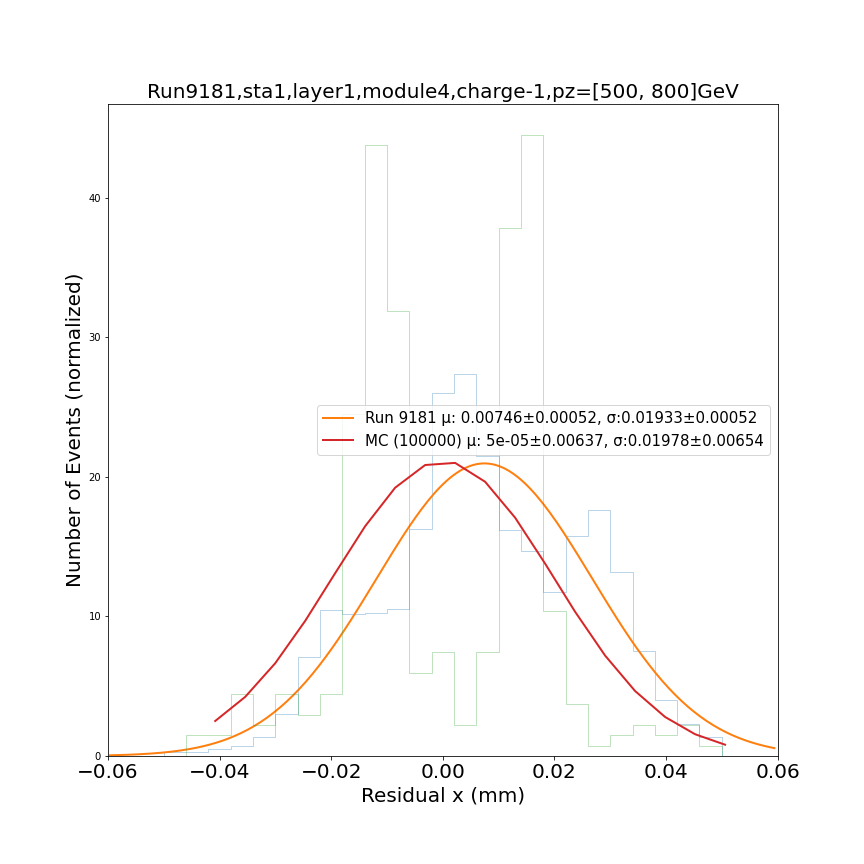 Run9181,sta1,layer1,module4,charge-1,pz=[500, 800]GeV
Number of Events (normalized)
40
30
20
10
0
Run 9181 μ: 0.00746±0.00052, σ:0.01933±0.00052
MC (100000) μ: 5e-05±0.00637, σ:0.01978±0.00654
−0.06 −0.04 −0.02 0.00 0.02 0.04 0.06
Residual x (mm)